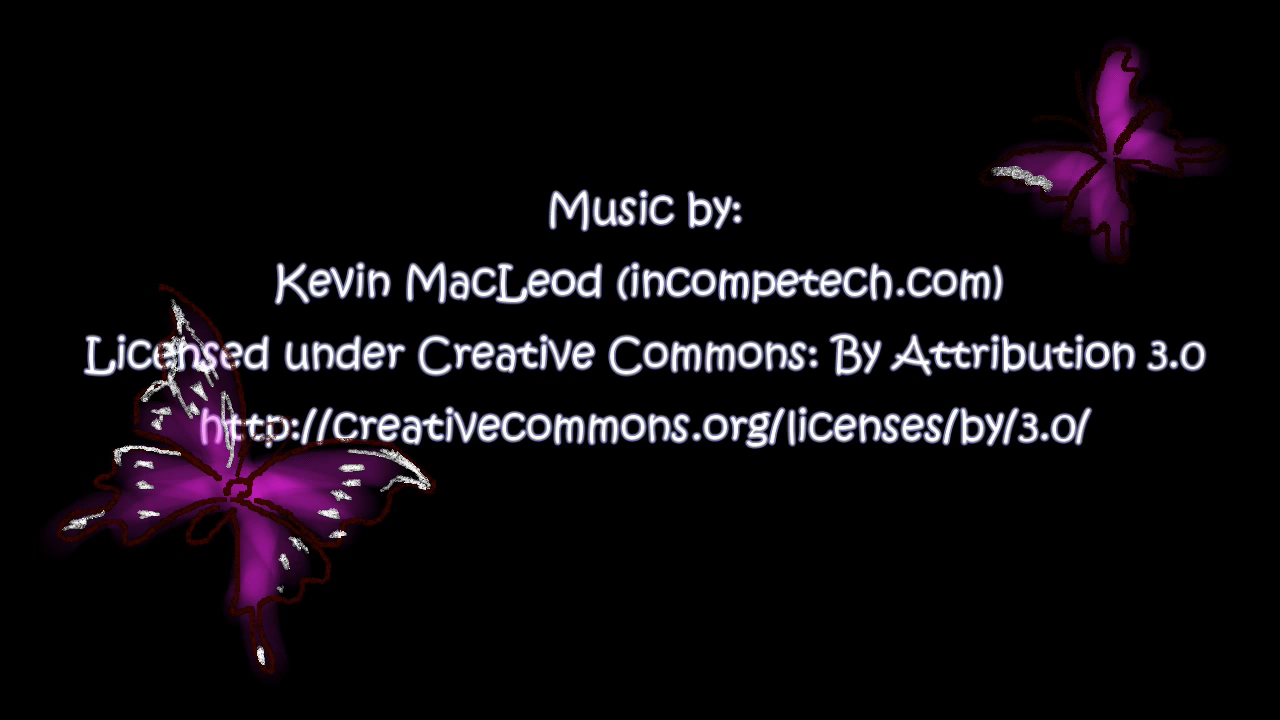 Music by:
Kevin MacLeod (incompetech.com)
Licensed under Creative Commons: By Attribution 3.0
http://creativecommons.org/licenses/by/3.0/